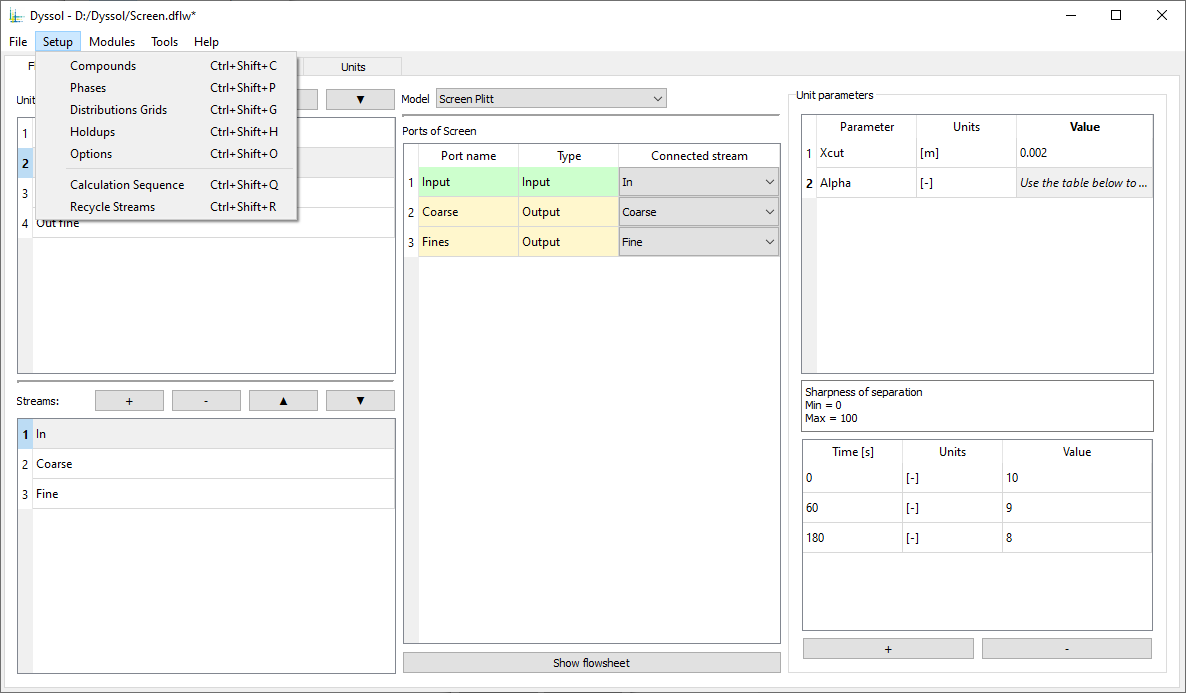 Dyssol - D:/Dyssol/Screen.dflw*
File Setup Modules Tools Help
Compounds Ctrl+Shift+C
Phases Ctrl+Shift+P
Distributions Grids Ctrl+Shift+G
Holdups Ctrl+Shift+H
Options Ctrl+Shift+O
Calculation Sequence Ctrl+Shift+Q
Recycle Streams Ctrl+Shift+R
F
Units
Unit
▼
1
2
3
4 Out fine
Streams: + - ▲ ▼
1 In
2 Coarse
3 Fine
Model Screen Plitt
Ports of Screen
Port name Type Connected stream
1 Input Input In
2 Coarse Output Coarse
3 Fines Output Fine
Show flowsheet
Unit parameters
Parameter Units Value
1 Xcut [m] 0.002
2 Alpha [-] Use the table below to ...
Sharpness of separation
Min = 0
Max = 100
Time [s] Units Value
0 [-] 10
60 [-] 9
180 [-] 8
+ -